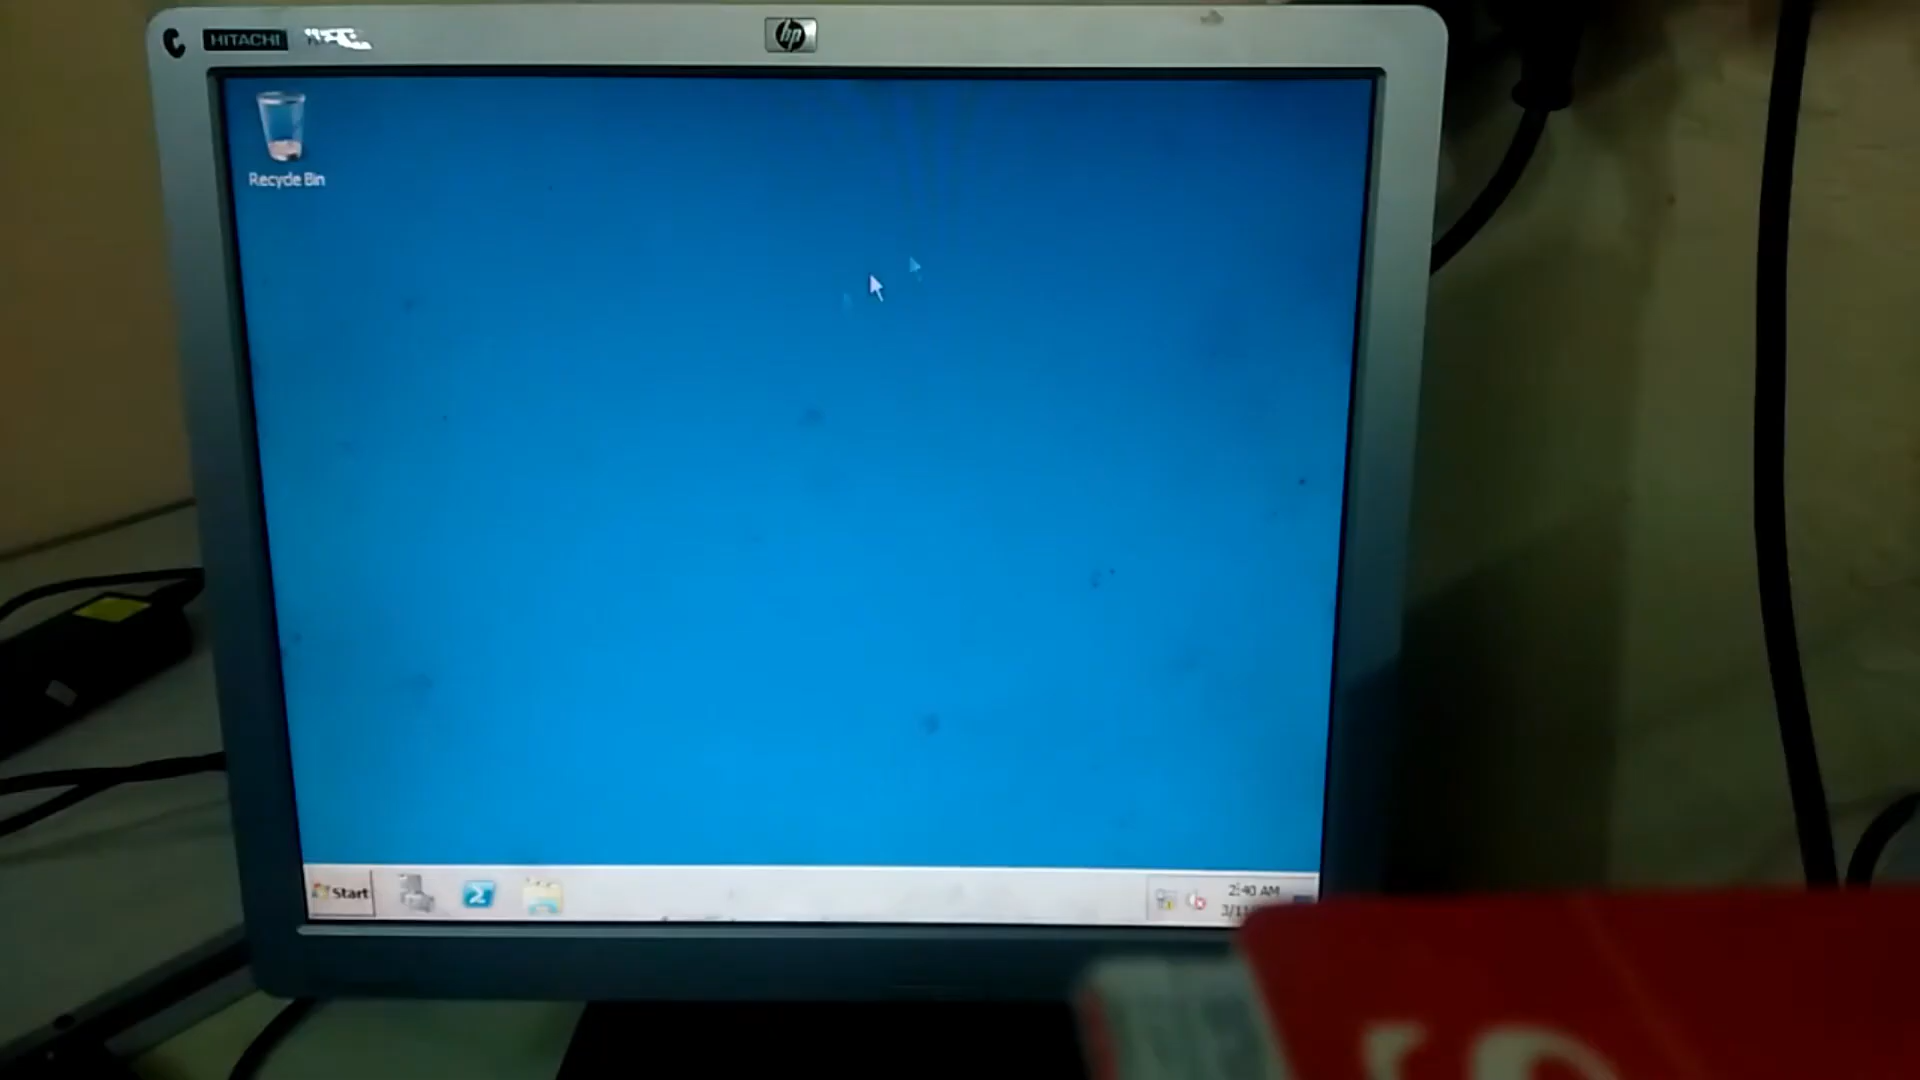 HITACHI
hp
Recycle Bin
Start
2:40 AM